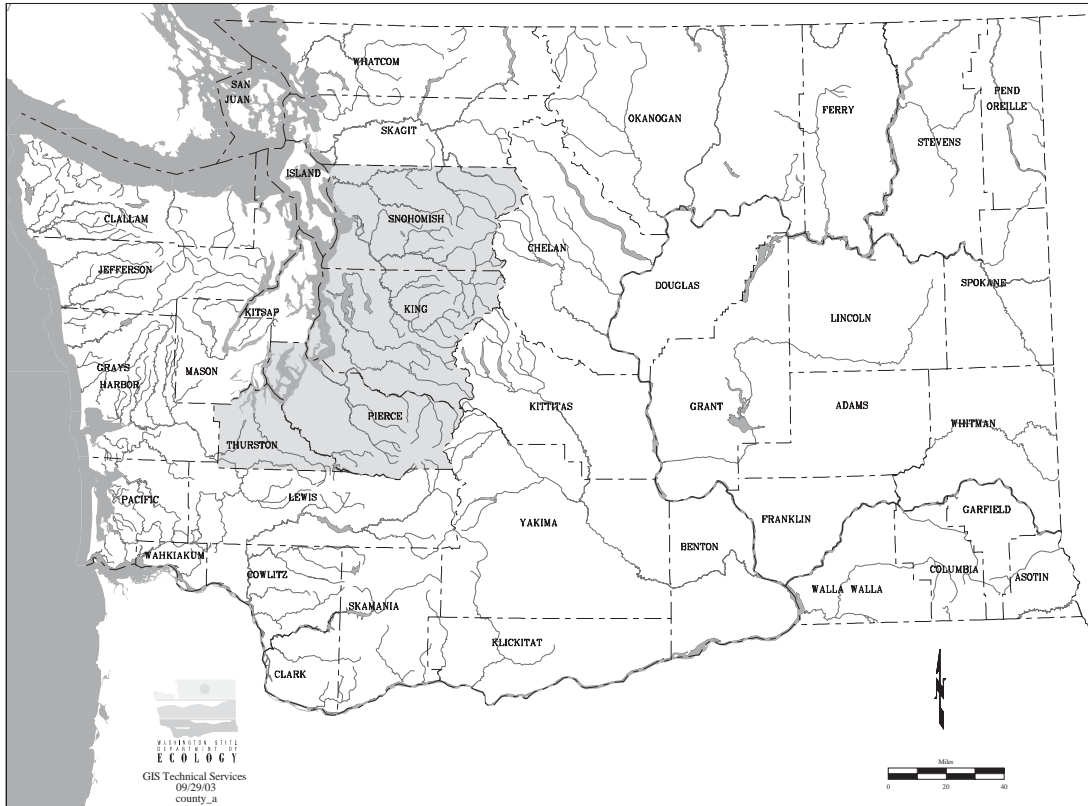 WHATCOM
SAN
JUAN
SKAGIT
OKANOGAN
FERRY
PEND
OREILLE
STEVENS
ISLAND
SNOHOMISH
CLALLAM
CHELAN
JEFFERSON
DOUGLAS
SPOKANE
KITSAP
KING
LINCOLN
GRAYS
HARBOR
MASON
KITTITAS
GRANT
ADAMS
PIERCE
WHITMAN
THURSTON
PACIFIC
LEWIS
YAKIMA
FRANKLIN
GARFIELD
WAHKIAKUM
BENTON
COWLITZ
COLUMBIA
ASOTIN
SKAMANIA
WALLA WALLA
KLICKITAT
CLARK
N
WASHINGTON STATE
DEPARTMENT OF
ECOLOGY
GIS Technical Services
09/29/03
county_a
Miles
0 20 40